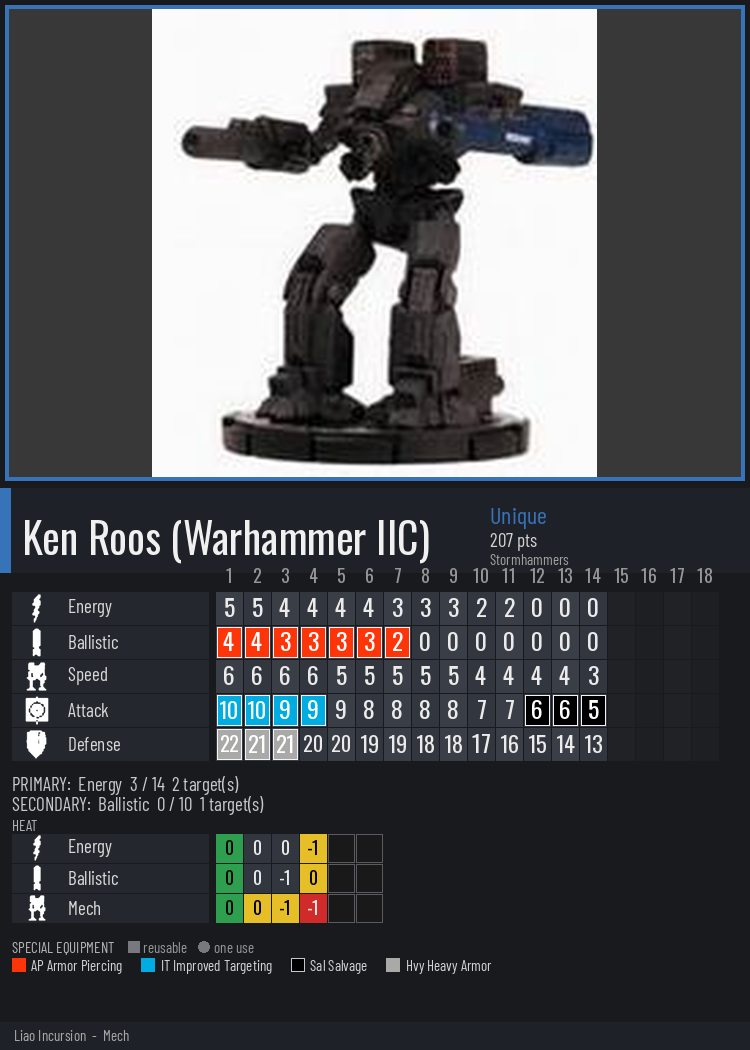 Ken Roos (Warhammer IIC)
Unique
207 pts
Stormhammers
1 2 3 4 5 6 7 8 9 10 11 12 13 14 15 16 17 18
Energy 5 5 4 4 4 4 3 3 3 2 2 0 0 0
Ballistic 4 4 3 3 3 3 2 0 0 0 0 0 0 0
Speed 6 6 6 6 5 5 5 5 5 4 4 4 4 3
Attack 10 10 9 9 9 8 8 8 8 7 7 6 6 5
Defense 22 21 21 20 20 19 19 18 18 17 16 15 14 13
PRIMARY: Energy 3 / 14 2 target(s)
SECONDARY: Ballistic 0 / 10 1 target(s)
HEAT
Energy 0 0 0 -1
Ballistic 0 0 -1 0
Mech 0 0 -1 -1
SPECIAL EQUIPMENT reusable one use
AP Armor Piercing IT Improved Targeting Sal Salvage Hvy Heavy Armor
Liao Incursion - Mech